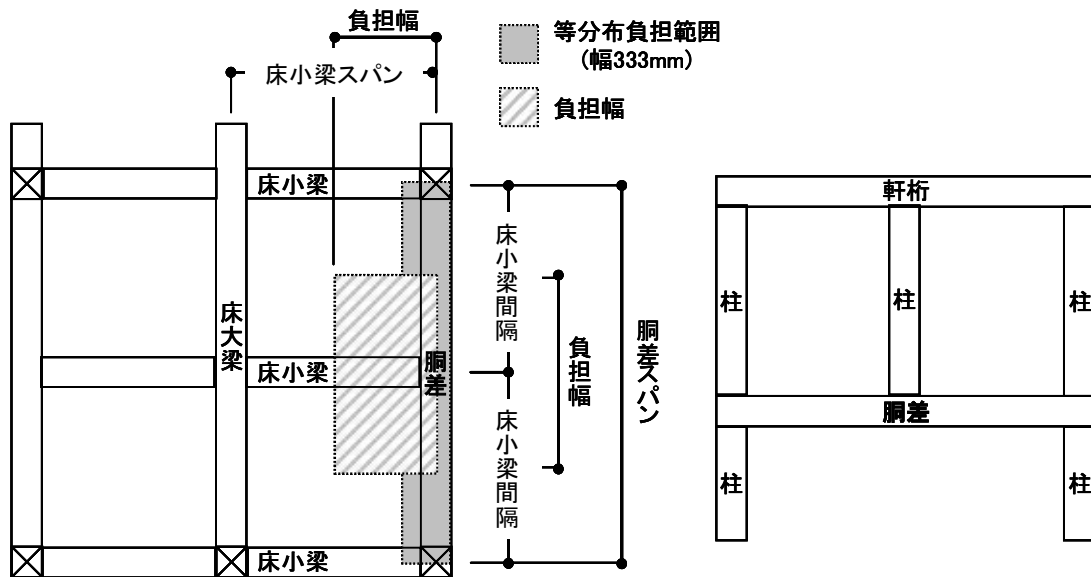 負担幅
床小梁スパン
等分布負担範囲
(幅333mm)
負担幅
床小梁
床大梁
床小梁
胴差
床小梁
床小梁間隔
床小梁間隔
負担幅
胴差スパン
軒桁
柱
柱
柱
胴差
柱
柱